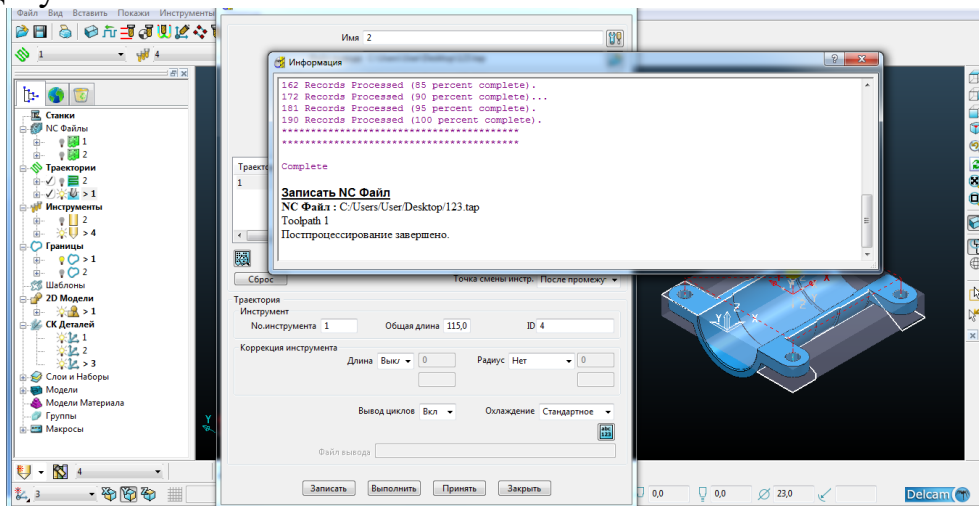 Файл Вид Вставить Покажи Инструменты
Имя 2
1
4
Информация
162 Records Processed (85 percent complete).
172 Records Processed (90 percent complete)...
181 Records Processed (95 percent complete).
190 Records Processed (100 percent complete).
****************************************
****************************************
Complete
Записать NC Файл
NC Файл : C:/Users/User/Desktop/123.tap
Toolpath 1
Постпроцессирование завершено.
Станки
NC Файлы
1
2
Траектории
2
> 1
Инструменты
2
> 4
Границы
> 1
2
Шаблоны
2D Модели
> 1
СК Деталей
1
2
> 3
Слои и Наборы
Модели
Модели Материала
Группы
Макросы
1
Сброс
Точка смены инстр. После промежу
Траектория
Инструмент
No.инструмента 1 Общая длина 115,0 ID 4
Коррекция инструмента
Длина Выкл 0 Радиус Нет 0
Вывод циклов Вкл Охлаждение Стандартное
abc 123
Файл вывода
Записать Выполнить Принять Закрыть
Z
X
Y
4
3
0,0 0,0 23,0
Delcam